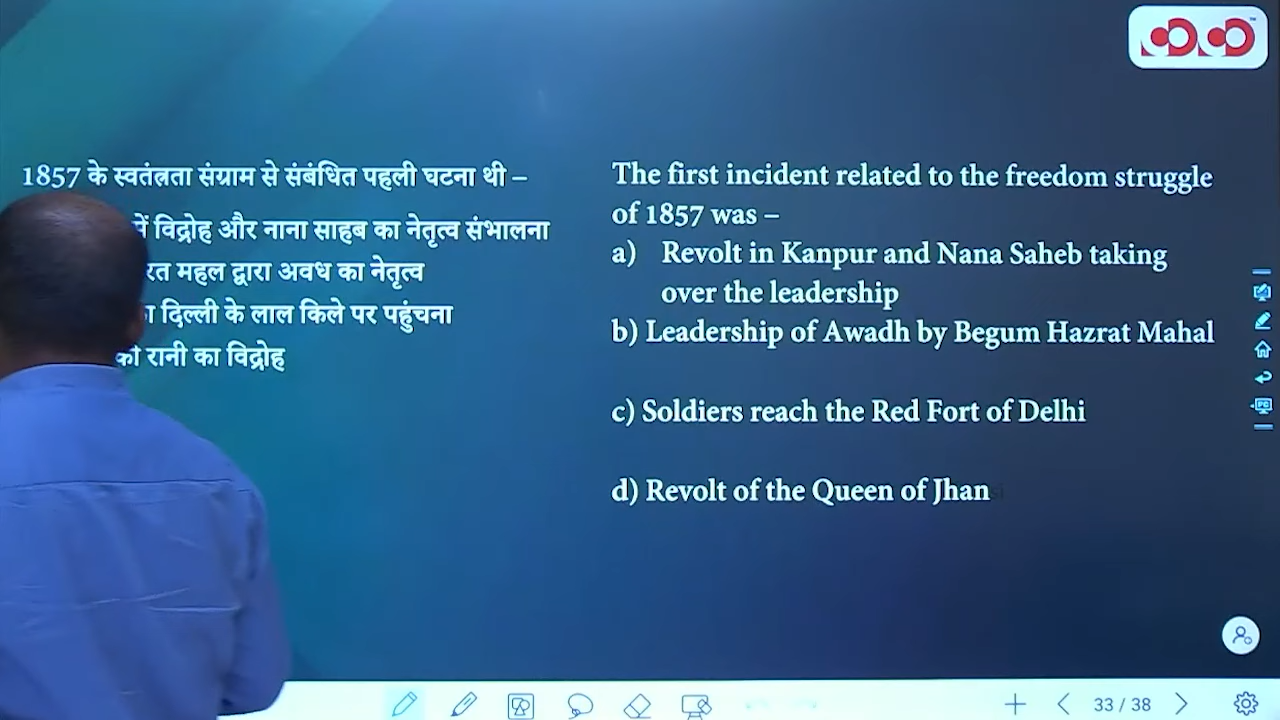 1857 के स्वतंत्रता संग्राम से संबंधित पहली घटना थी –
में विद्रोह और नाना साहब का नेतृत्व संभालना
महल द्वारा अवध का नेतृत्व
दिल्ली के लाल किले पर पहुंचना
की रानी का विद्रोह
The first incident related to the freedom struggle
of 1857 was –
a) Revolt in Kanpur and Nana Saheb taking
over the leadership
b) Leadership of Awadh by Begum Hazrat Mahal
c) Soldiers reach the Red Fort of Delhi
d) Revolt of the Queen of Jhansi
33 / 38